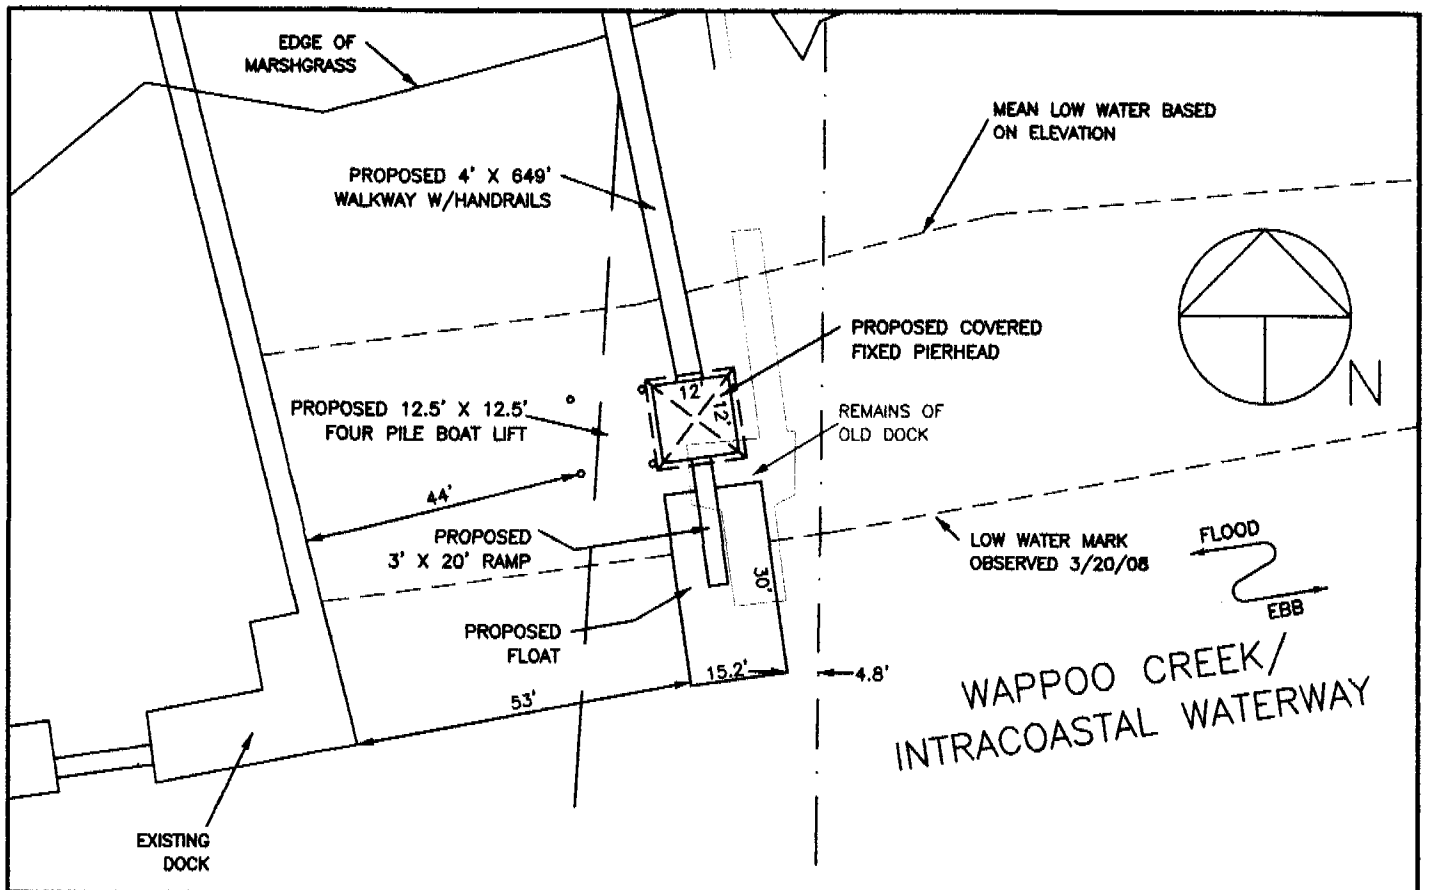 EDGE OF
MARSHGRASS
MEAN LOW WATER BASED
ON ELEVATION
PROPOSED 4' X 649'
WALKWAY W/HANDRAILS
PROPOSED COVERED
FIXED PIERHEAD
N
12'
12'
PROPOSED 12.5' X 12.5'
FOUR PILE BOAT LIFT
REMAINS OF
OLD DOCK
44'
PROPOSED
3' X 20' RAMP
LOW WATER MARK
OBSERVED 3/20/08
FLOOD
EBB
30'
PROPOSED
FLOAT
15.2'
4.8'
53'
WAPPOO CREEK/
INTRACOASTAL WATERWAY
EXISTING
DOCK